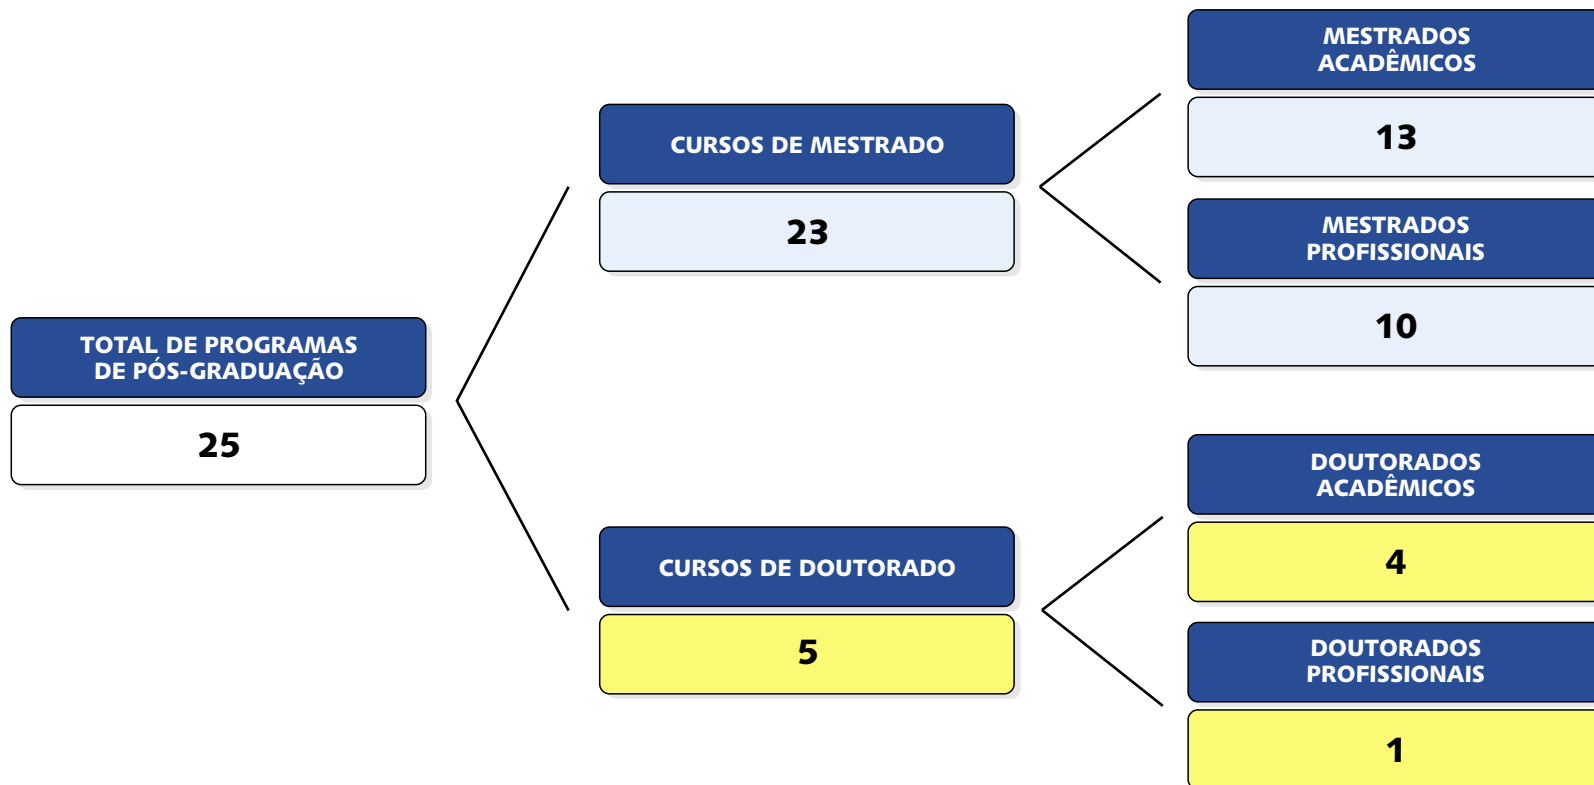 TOTAL DE PROGRAMAS
DE PÓS-GRADUAÇÃO
25
CURSOS DE MESTRADO
23
MESTRADOS
ACADÊMICOS
13
MESTRADOS
PROFISSIONAIS
10
CURSOS DE DOUTORADO
5
DOUTORADOS
ACADÊMICOS
4
DOUTORADOS
PROFISSIONAIS
1